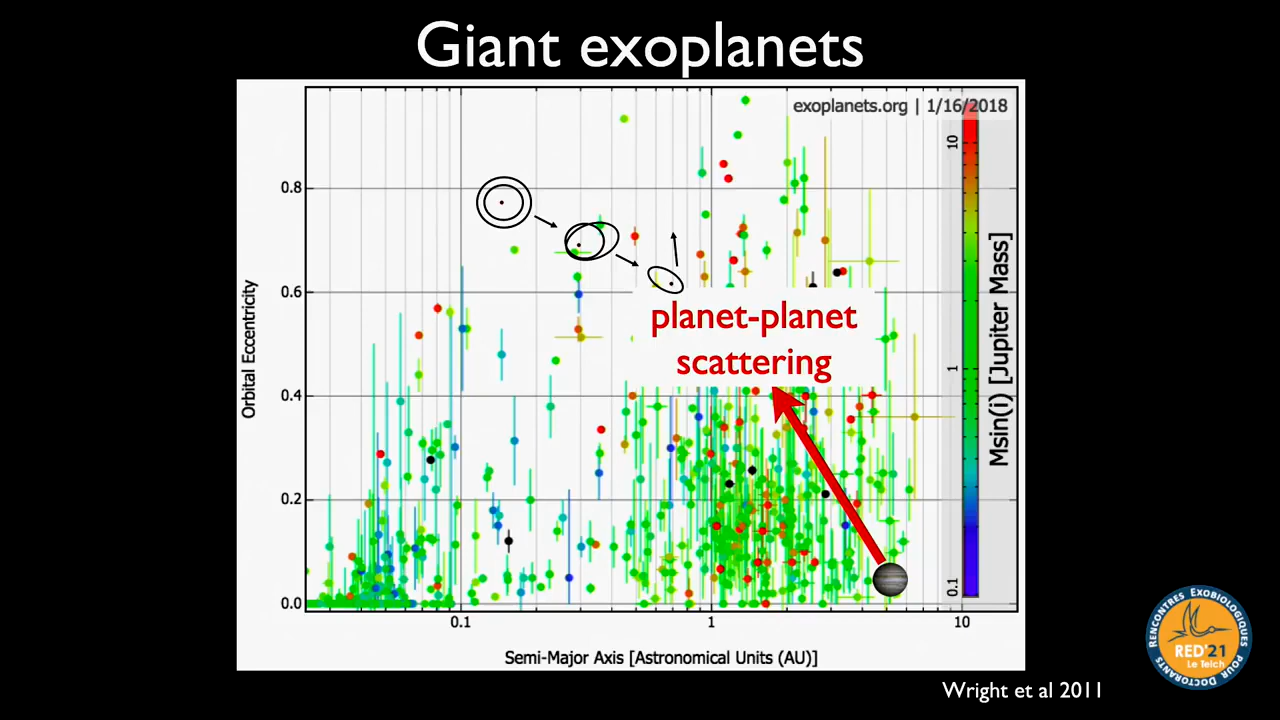 Giant exoplanets
exoplanets.org | 1/16/2018
10
1
0.1
Msin(i) [Jupiter Mass]
0.8
0.6
0.4
0.2
0.0
Orbital Eccentricity
planet-planet
scattering
0.1
1
10
Semi-Major Axis [Astronomical Units (AU)]
RENCONTRES EXOBIOLOGIQUES
POUR DOCTORANTS
RED'21
Le Teich
Wright et al 2011